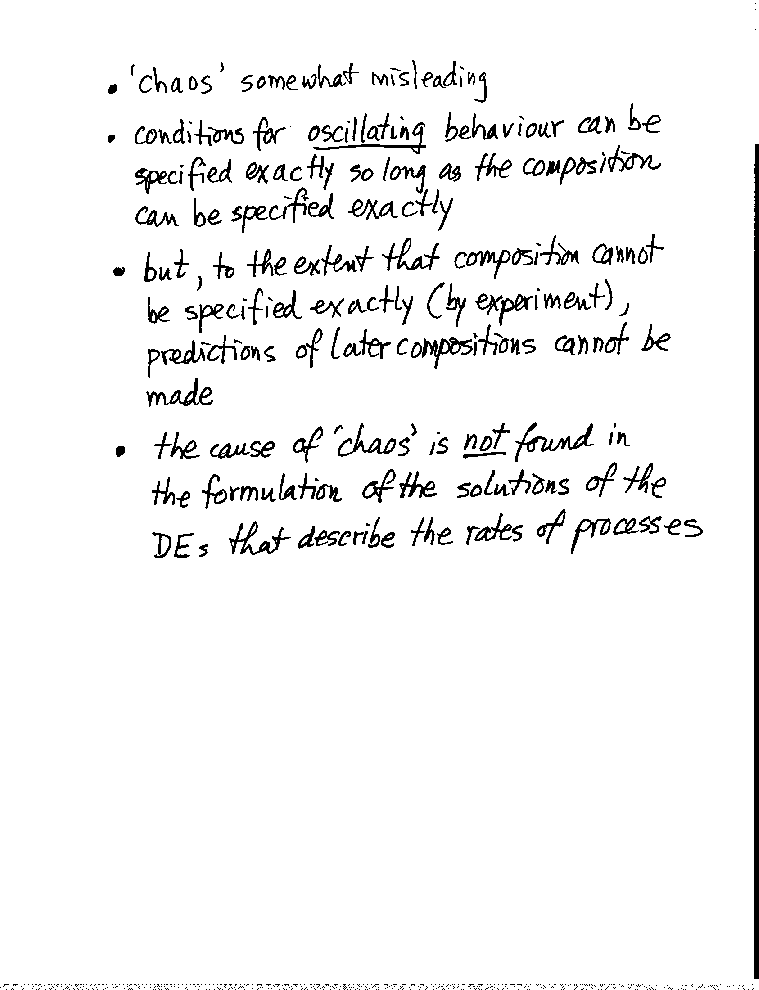 • 'chaos' somewhat misleading
• conditions for oscillating behaviour can be
specified exactly so long as the composition
can be specified exactly
• but, to the extent that composition cannot
be specified exactly (by experiment),
predictions of later compositions cannot be
made
• the cause of 'chaos' is not found in
the formulation of the solutions of the
DEs that describe the rates of processes